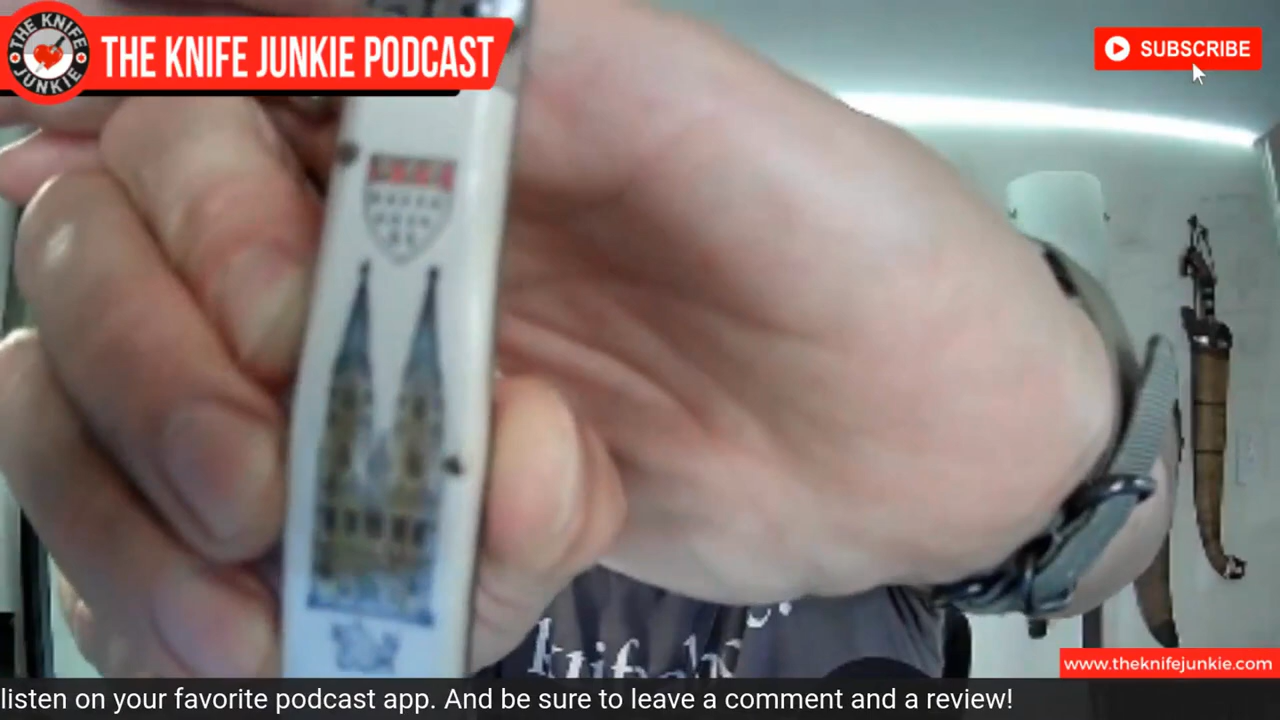 THE KNIFE JUNKIE
THE KNIFE JUNKIE PODCAST
SUBSCRIBE
www.theknifejunkie.com
listen on your favorite podcast app. And be sure to leave a comment and a review!